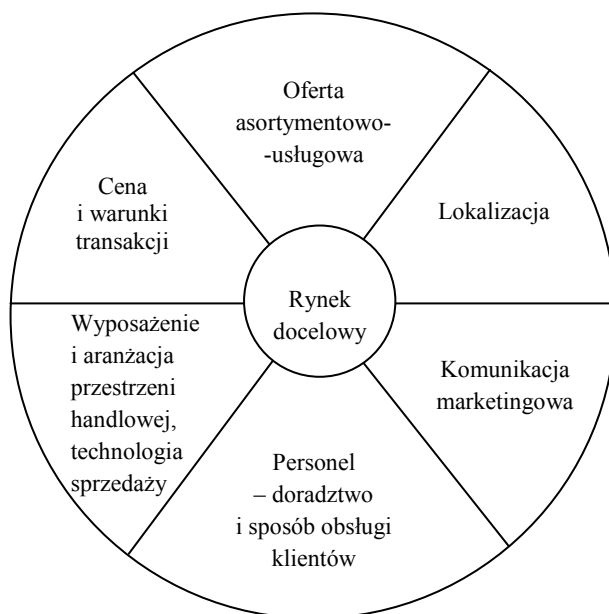 Oferta
asortymentowo-
-usługowa
Lokalizacja
Komunikacja
marketingowa
Personel
– doradztwo
i sposób obsługi
klientów
Wyposażenie
i aranżacja
przestrzeni
handlowej,
technologia
sprzedaży
Cena
i warunki
transakcji
Rynek
docelowy